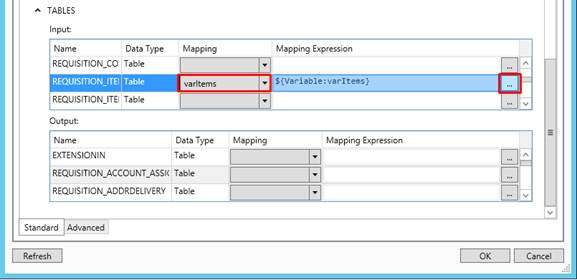 TABLES
Input:
Name Data Type Mapping Mapping Expression
REQUISITION_CO Table ...
REQUISITION_ITE Table varItems ${Variable:varItems} ...
REQUISITION_ITE Table ...
Output:
Name Data Type Mapping Mapping Expression
EXTENSIONIN Table ...
REQUISITION_ACCOUNT_ASSIG Table ...
REQUISITION_ADDRDELIVERY Table ...
Standard Advanced
Refresh OK Cancel